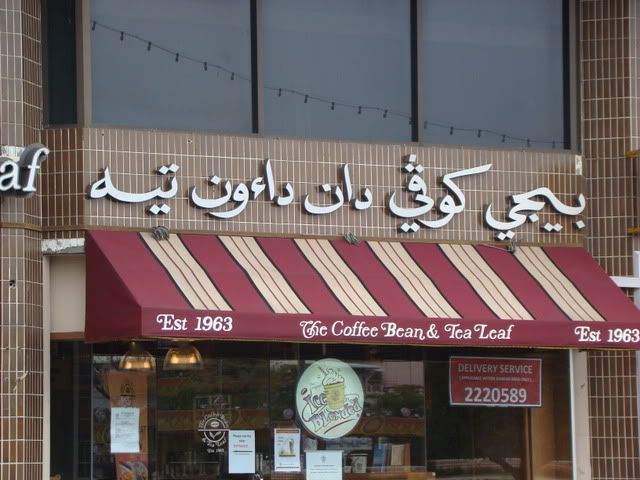 af
بيجي كوڤي دان داءون تيه
Est 1963 The Coffee Bean & Tea Leaf Est 1963
Ice Blended
DELIVERY SERVICE
2220589